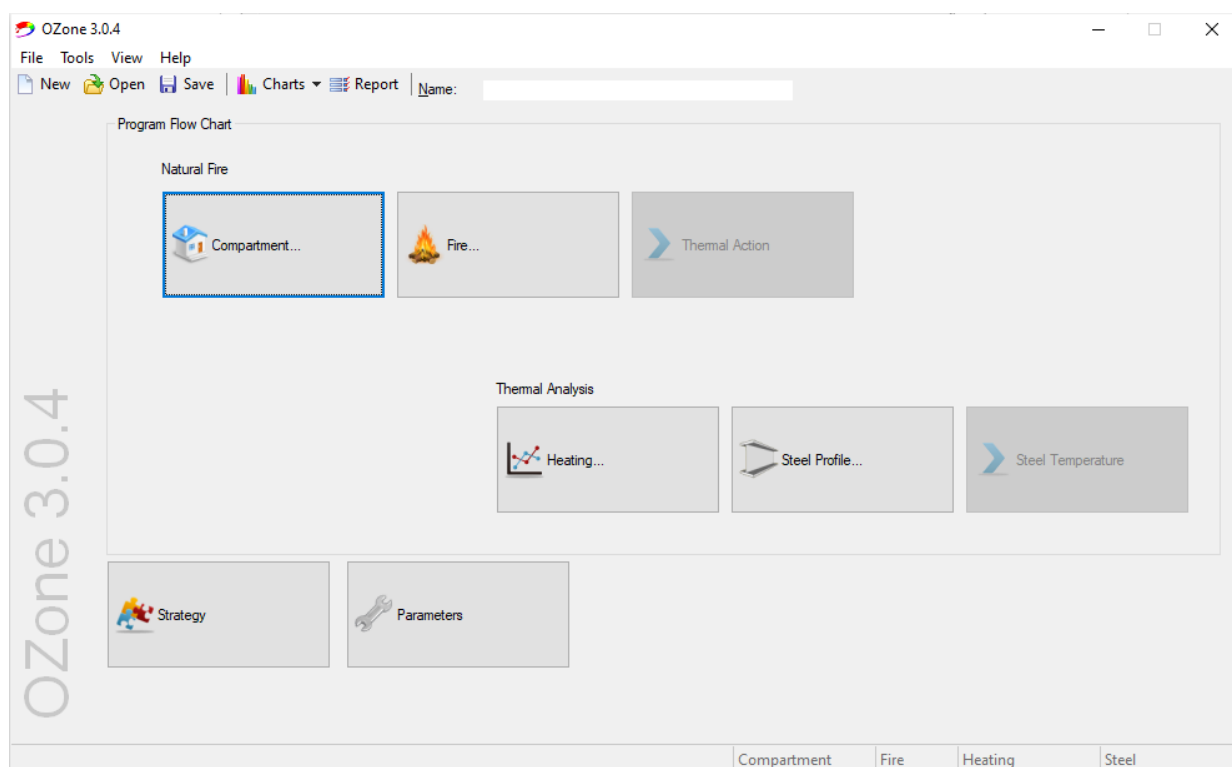 OZone 3.0.4
File Tools View Help
New Open Save Charts Report Name:
Program Flow Chart
Natural Fire
Compartment... Fire... Thermal Action
Thermal Analysis
Heating... Steel Profile... Steel Temperature
Strategy Parameters
OZone 3.0.4
Compartment Fire Heating Steel